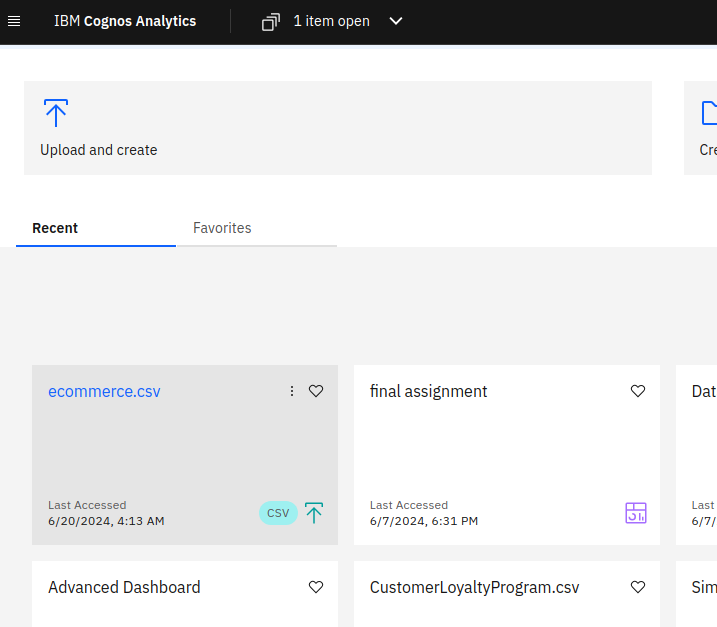 IBM Cognos Analytics
1 item open
Upload and create
Cre
Recent
Favorites
ecommerce.csv
final assignment
Dat
Last Accessed
6/20/2024, 4:13 AM
CSV
Last Accessed
6/7/2024, 6:31 PM
Last
6/7/
Advanced Dashboard
CustomerLoyaltyProgram.csv
Sim